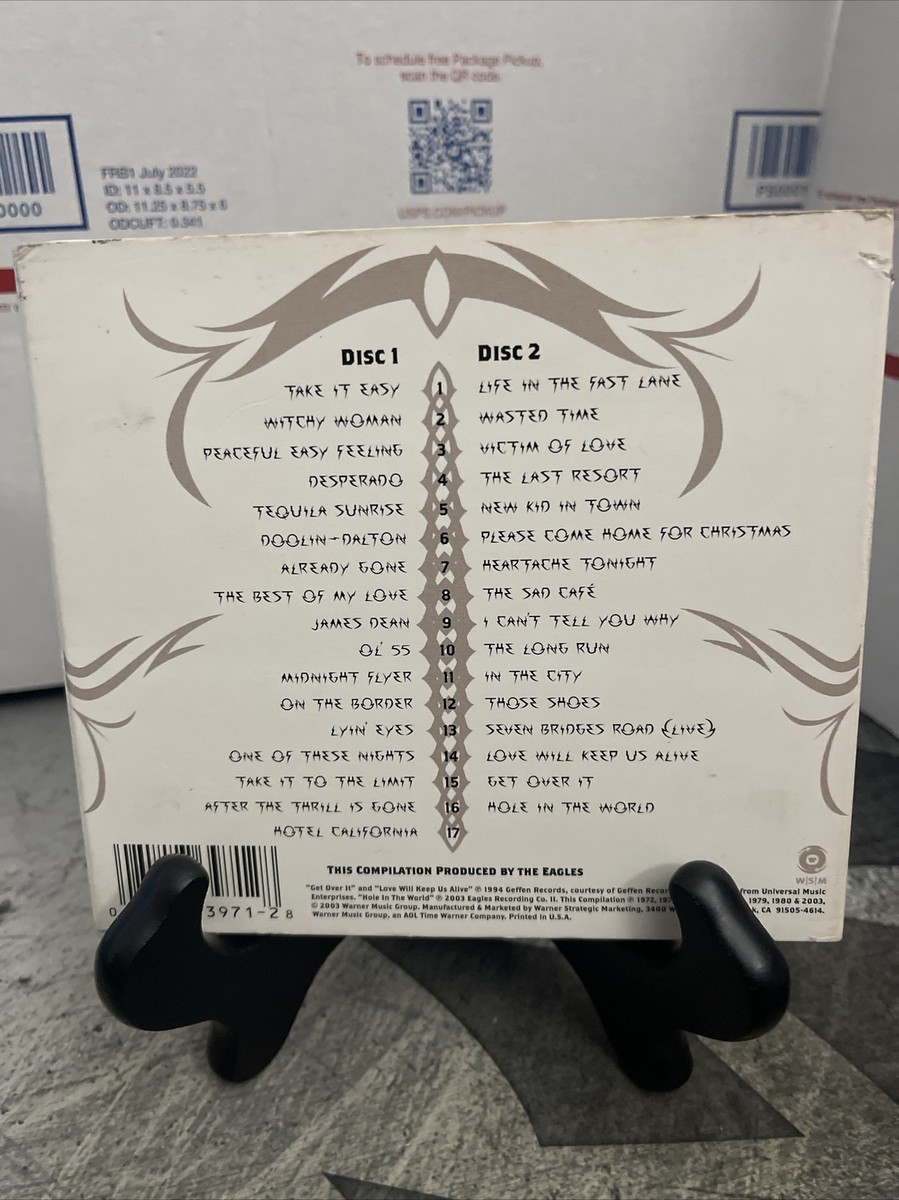 To schedule free Package Pickup,
scan the QR code.
USPS.COM/PICKUP
0000
FRB1 July 2022
ID: 11 x 8.5 x 5.5
OD: 11.25 x 8.75 x 6
ODCUFT: 0.341
DISC 1
TAKE IT EASY
WITCHY WOMAN
PEACEFUL EASY FEELING
DESPERADO
TEQUILA SUNRISE
DOOLIN-DALTON
ALREADY GONE
THE BEST OF MY LOVE
JAMES DEAN
OL' 55
MIDNIGHT FLYER
ON THE BORDER
LYIN' EYES
ONE OF THESE NIGHTS
TAKE IT TO THE LIMIT
AFTER THE THRILL IS GONE
HOTEL CALIFORNIA
1
2
3
4
5
6
7
8
9
10
11
12
13
14
15
16
17
DISC 2
LIFE IN THE FAST LANE
WASTED TIME
VICTIM OF LOVE
THE LAST RESORT
NEW KID IN TOWN
PLEASE COME HOME FOR CHRISTMAS
HEARTACHE TONIGHT
THE SAD CAFÉ
I CAN'T TELL YOU WHY
THE LONG RUN
IN THE CITY
THOSE SHOES
SEVEN BRIDGES ROAD (LIVE)
LOVE WILL KEEP US ALIVE
GET OVER IT
HOLE IN THE WORLD
THIS COMPILATION PRODUCED BY THE EAGLES
"Get Over It" and "Love Will Keep Us Alive" ℗ 1994 Geffen Records, courtesy of Geffen from Universal Music
Enterprises. "Hole In The World" ℗ 2003 Eagles Recording Co. II. This Compilation ℗ 1972, 1979, 1980 & 2003,
© 2003 Warner Music Group. Manufactured & Marketed by Warner Strategic Marketing, 3400 CA 91505-4614.
Warner Music Group, an AOL Time Warner Company. Printed in U.S.A.
W|S|M
0 3971-2 8